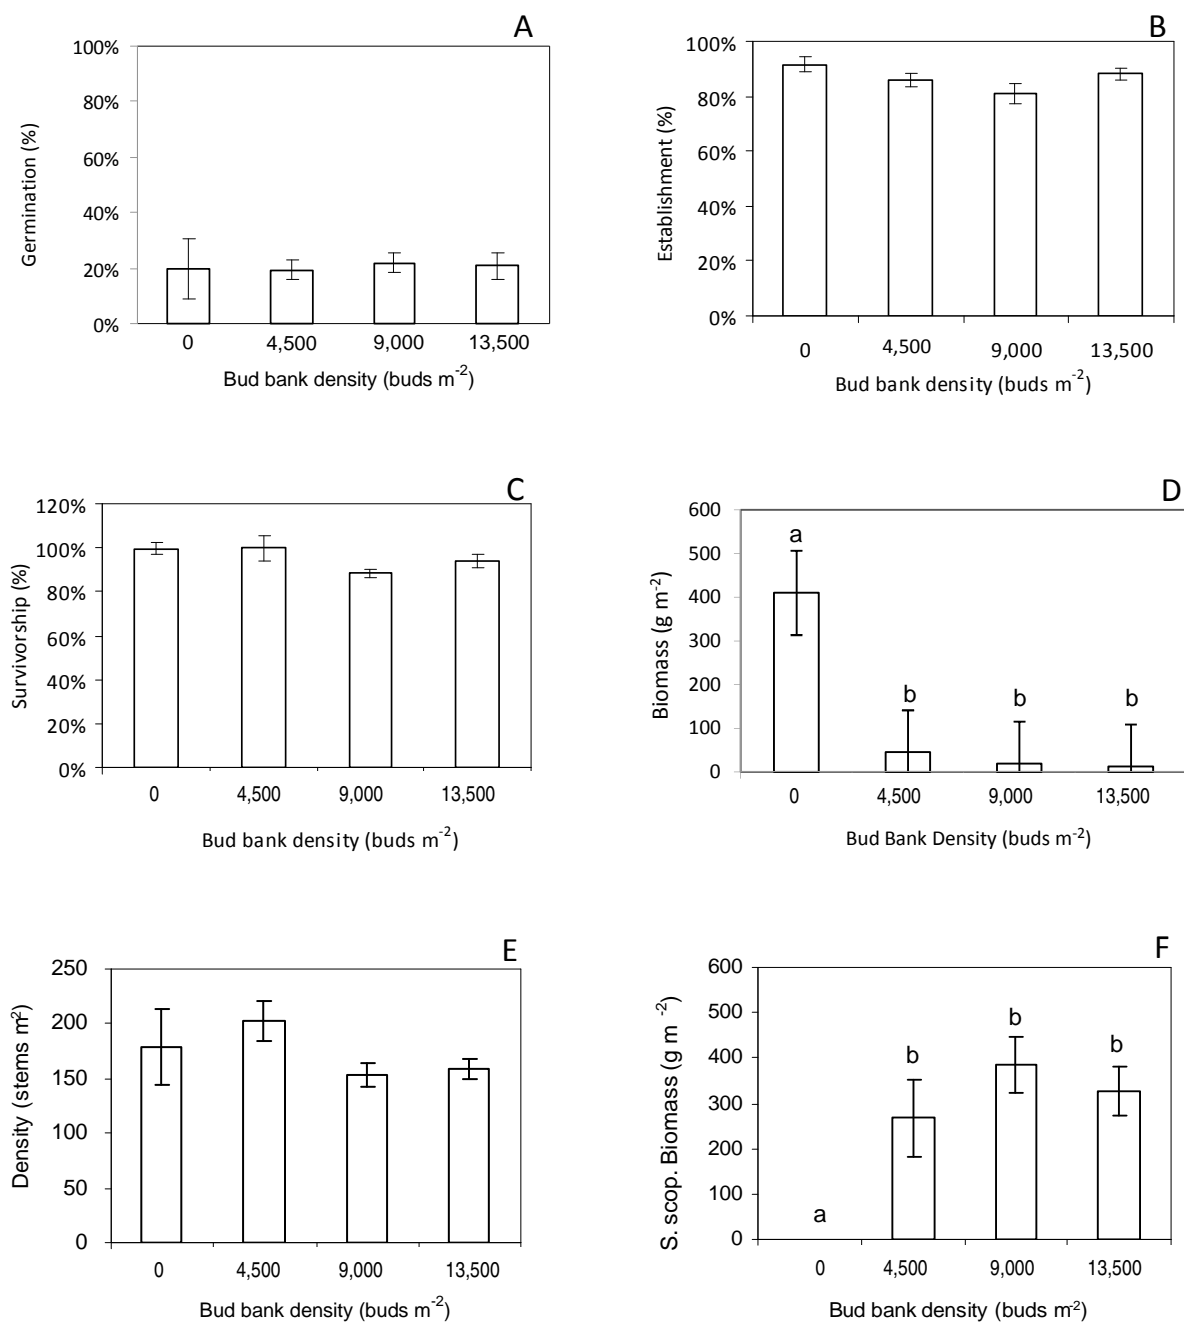 A
100%
80%
60%
40%
20%
0%
Germination (%)
0 4,500 9,000 13,500
Bud bank density (buds m-2)
B
100%
80%
60%
40%
20%
0%
Establishment (%)
0 4,500 9,000 13,500
Bud bank density (buds m-2)
C
120%
100%
80%
60%
40%
20%
0%
Survivorship (%)
0 4,500 9,000 13,500
Bud bank density (buds m-2)
D
600
500
400
300
200
100
0
Biomass (g m-2)
a b b b
0 4,500 9,000 13,500
Bud Bank Density (buds m-2)
E
250
200
150
100
50
0
Density (stems m2)
0 4,500 9,000 13,500
Bud bank density (buds m-2)
F
600
500
400
300
200
100
0
S. scop. Biomass (g m -2)
a b b b
0 4,500 9,000 13,500
Bud bank density (buds m-2)